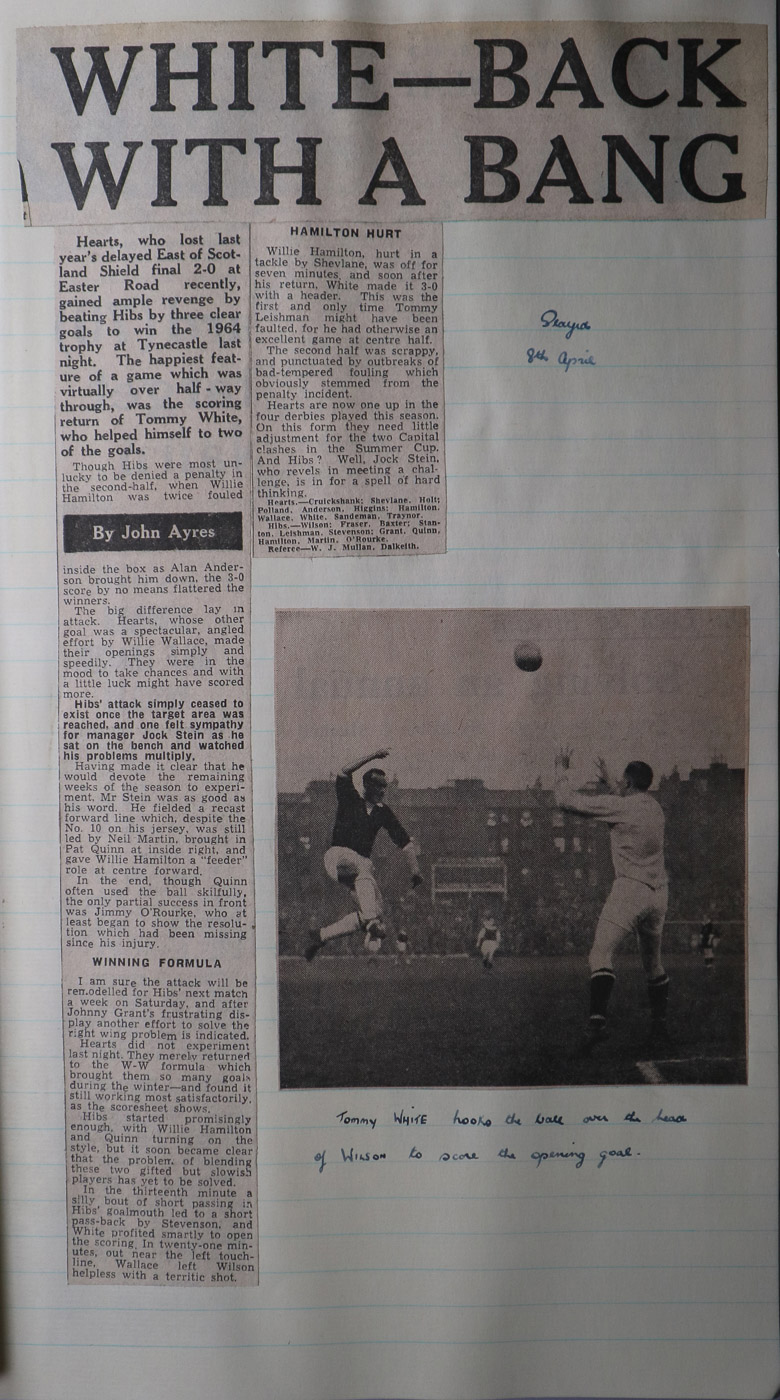 WHITE—BACK
WITH A BANG
Hearts, who lost last
year's delayed East of Scot-
land Shield final 2-0 at
Easter Road recently,
gained ample revenge by
beating Hibs by three clear
goals to win the 1964
trophy at Tynecastle last
night. The happiest feat-
ure of a game which was
virtually over half-way
through, was the scoring
return of Tommy White,
who helped himself to two
of the goals.
Though Hibs were most un-
lucky to be denied a penalty in
the second-half, when Willie
Hamilton was twice fouled
By John Ayres
inside the box as Alan Ander-
son brought him down, the 3-0
score by no means flattered the
winners.
The big difference lay in
attack. Hearts, whose other
goal was a spectacular, angled
effort by Willie Wallace, made
their openings simply and
speedily. They were in the
mood to take chances and with
a little luck might have scored
more.
Hibs' attack simply ceased to
exist once the target area was
reached, and one felt sympathy
for manager Jock Stein as he
sat on the bench and watched
his problems multiply.
Having made it clear that he
would devote the remaining
weeks of the season to experi-
ment, Mr Stein was as good as
his word. He fielded a recast
forward line which, despite the
No. 10 on his jersey, was still
led by Neil Martin, brought in
Pat Quinn at inside right, and
gave Willie Hamilton a "feeder"
role at centre forward.
In the end, though Quinn
often used the ball skilfully,
the only partial success in front
was Jimmy O'Rourke, who at
least began to show the resolu-
tion which had been missing
since his injury.
WINNING FORMULA
I am sure the attack will be
remodelled for Hibs' next match
a week on Saturday, and after
Johnny Grant's frustrating dis-
play another effort to solve the
right wing problem is indicated.
Hearts did not experiment
last night. They merely returned
to the W-W formula which
brought them so many goals
during the winter—and found it
still working most satisfactorily,
as the scoresheet shows.
Hibs started promisingly
enough, with Willie Hamilton
and Quinn turning on the
style, but it soon became clear
that the problem of blending
these two gifted but slowish
players has yet to be solved.
In the thirteenth minute a
silly bout of short passing in
Hibs' goalmouth led to a short
pass-back by Stevenson, and
White profited smartly to open
the scoring. In twenty-one min-
utes, out near the left touch-
line, Wallace left Wilson
helpless with a territic shot.
HAMILTON HURT
Willie Hamilton, hurt in a
tackle by Shevlane, was off for
seven minutes, and soon after
his return, White made it 3-0
with a header. This was the
first and only time Tommy
Leishman might have been
faulted, for he had otherwise an
excellent game at centre half.
The second half was scrappy,
and punctuated by outbreaks of
bad-tempered fouling which
obviously stemmed from the
penalty incident.
Hearts are now one up in the
four derbies played this season.
On this form they need little
adjustment for the two Capital
clashes in the Summer Cup.
And Hibs? Well, Jock Stein,
who revels in meeting a chal-
lenge, is in for a spell of hard
thinking.
Hearts.—Cruickshank; Shevlane, Holt;
Polland, Anderson, Higgins; Hamilton,
Wallace, White, Sandeman, Traynor.
Hibs.—Wilson; Fraser, Baxter; Stan-
ton, Leishman, Stevenson; Grant, Quinn,
Hamilton, Martin, O'Rourke.
Referee—W. J. Mullan, Dalkeith.
Played
8th April
Tommy WHITE hooks the ball over the head
of WILSON to score the opening goal.